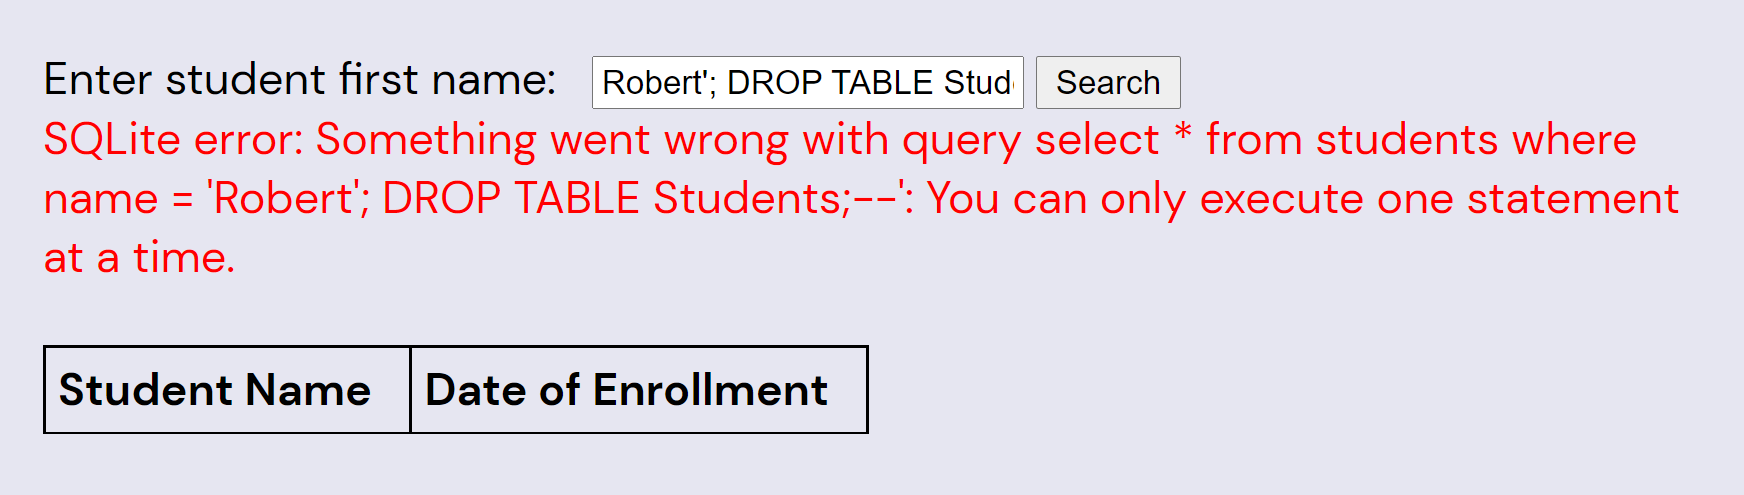 Enter student first name: Robert'; DROP TABLE Stud Search
SQLite error: Something went wrong with query select * from students where
name = 'Robert'; DROP TABLE Students;--': You can only execute one statement
at a time.
Student Name Date of Enrollment